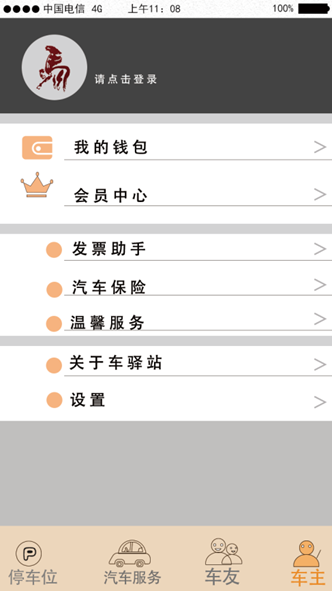 中国电信 4G 上午11：08 100%
馬
请点击登录
我的钱包
会员中心
发票助手
汽车保险
温馨服务
关于车驿站
设置
P
停车位 汽车服务 车友 车主